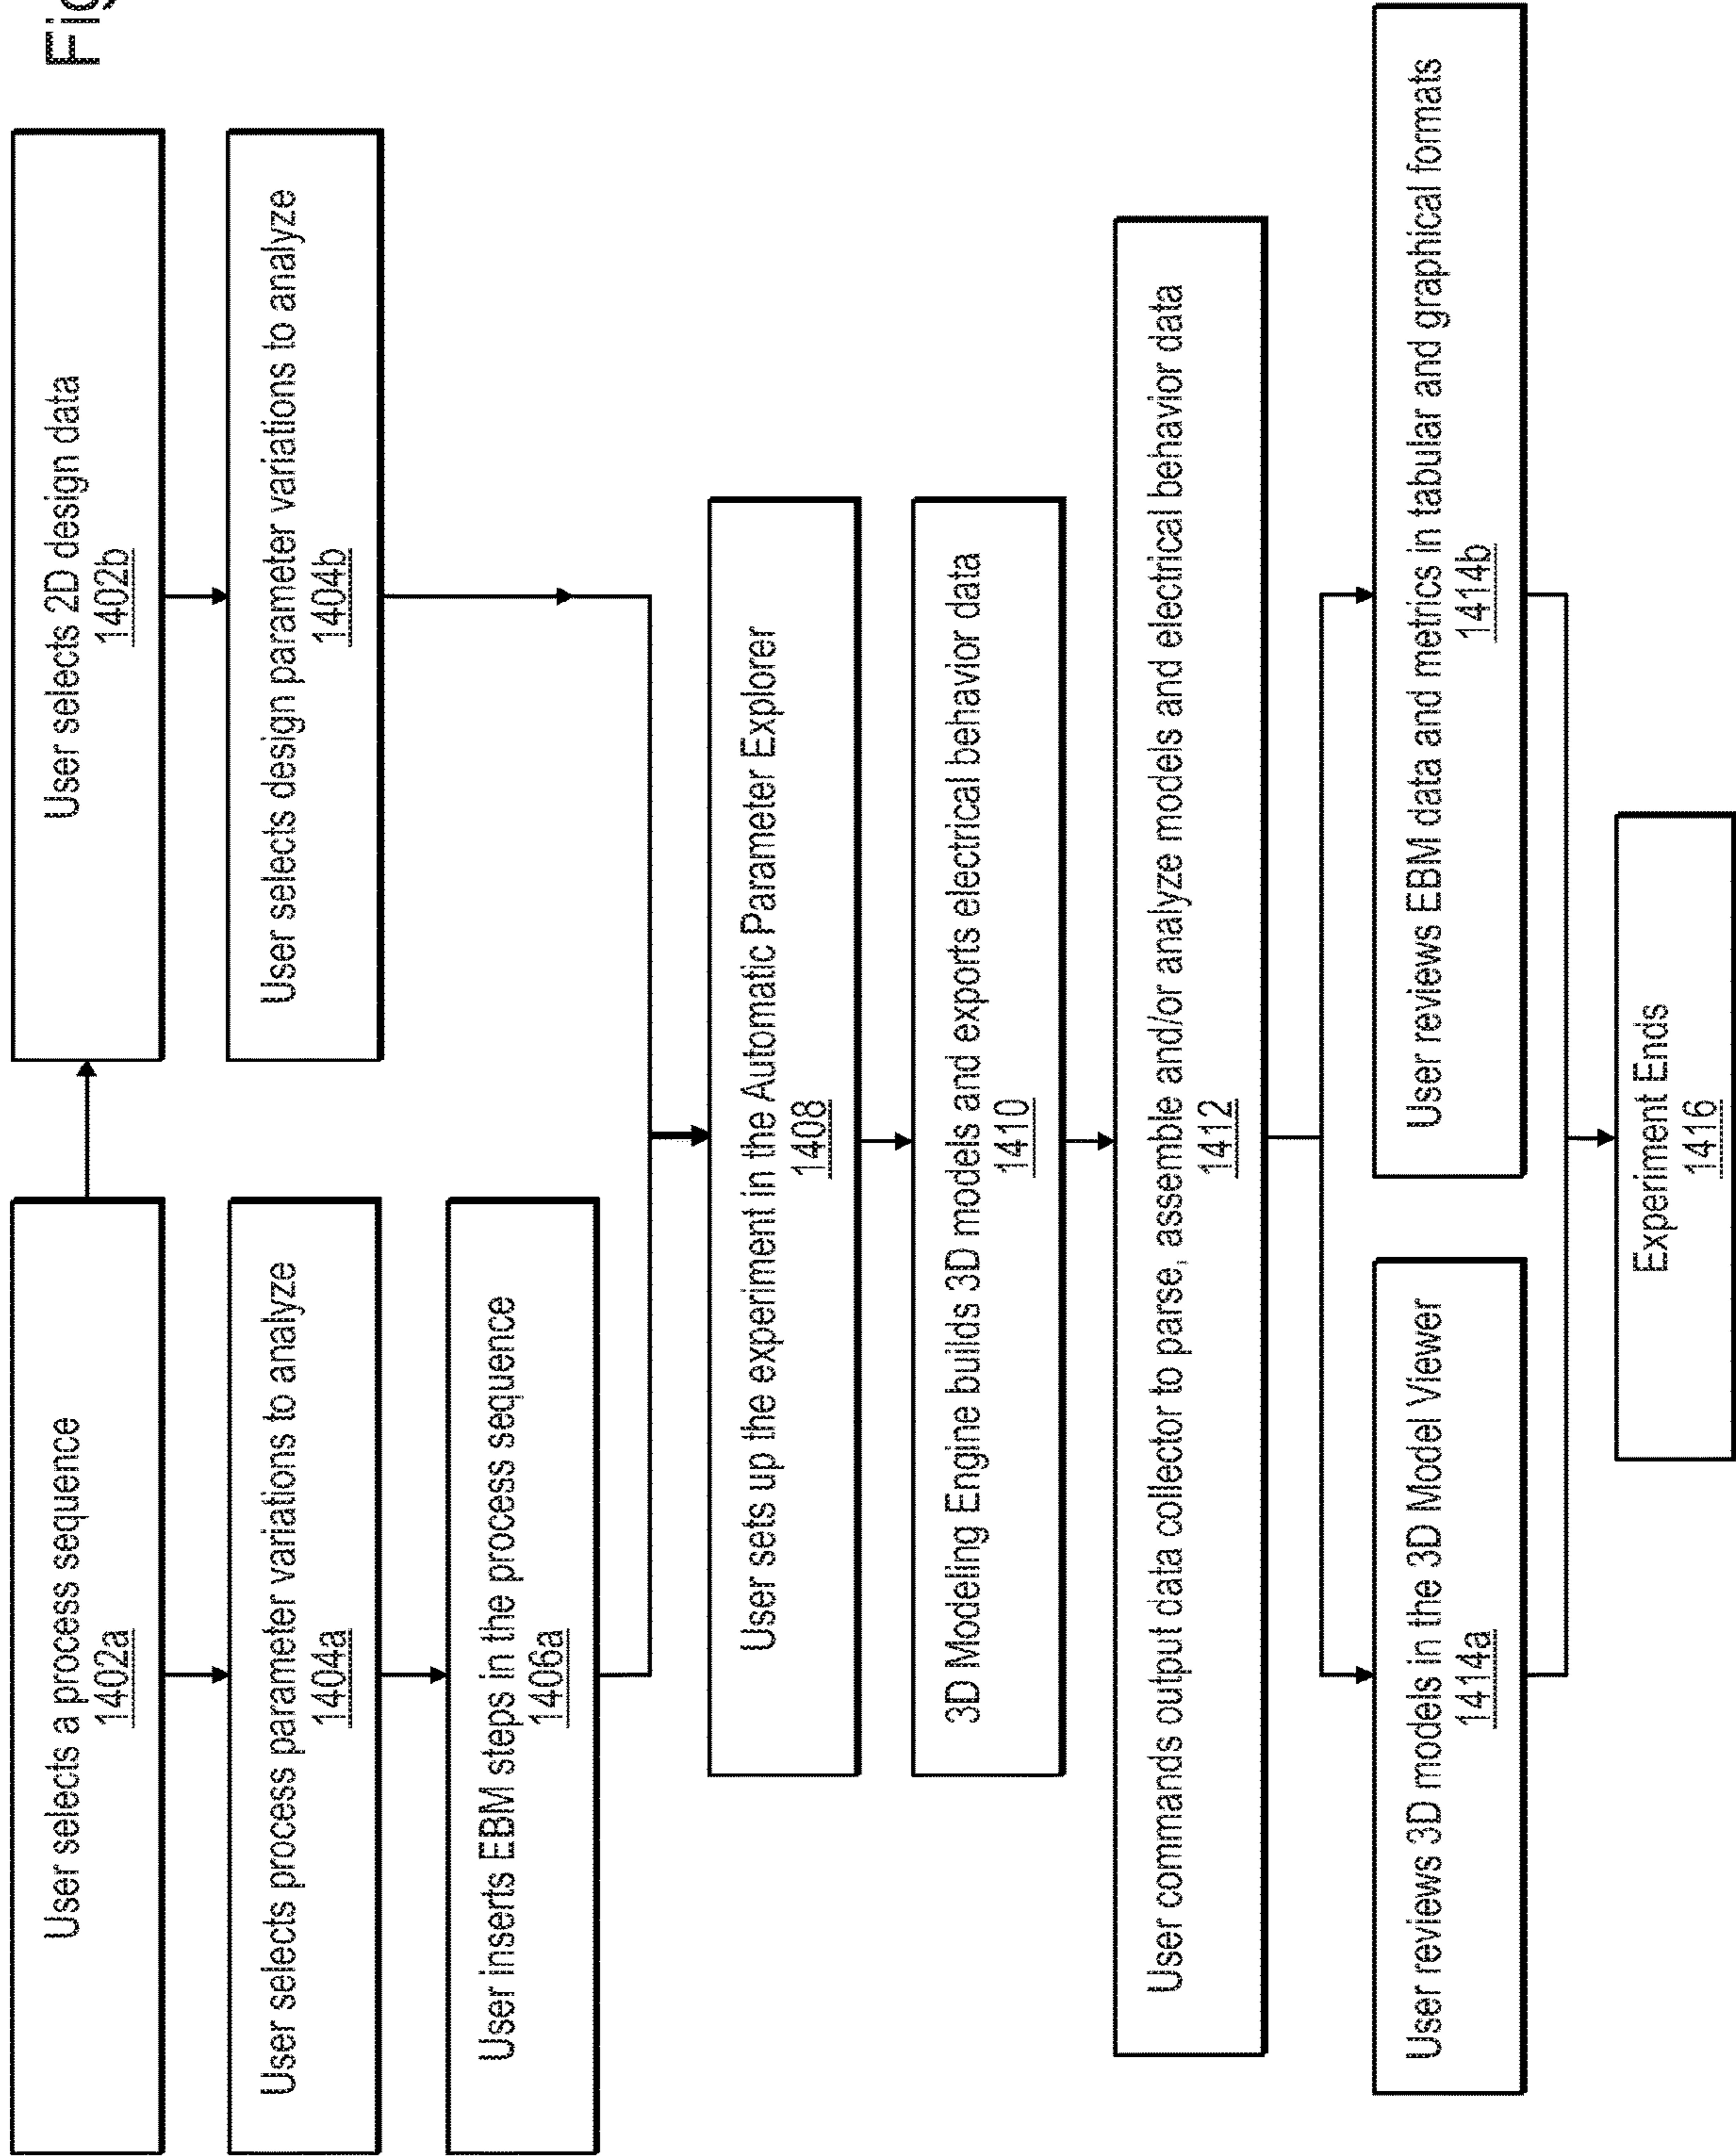 User selects a process sequence
1402a
User selects 2D design data
1402b
User selects process parameter variations to analyze
1404a
User selects design parameter variations to analyze
1404b
User inserts EBM steps in the process sequence
1406a
User sets up the experiment in the Automatic Parameter Explorer
1408
3D Modeling Engine builds 3D models and exports electrical behavior data
1410
User commands output data collector to parse, assemble and/or analyze models and electrical behavior data
1412
User reviews 3D models in the 3D Model Viewer
1414a
User reviews EBM data and metrics in tabular and graphical formats
1414b
Experiment Ends
1416